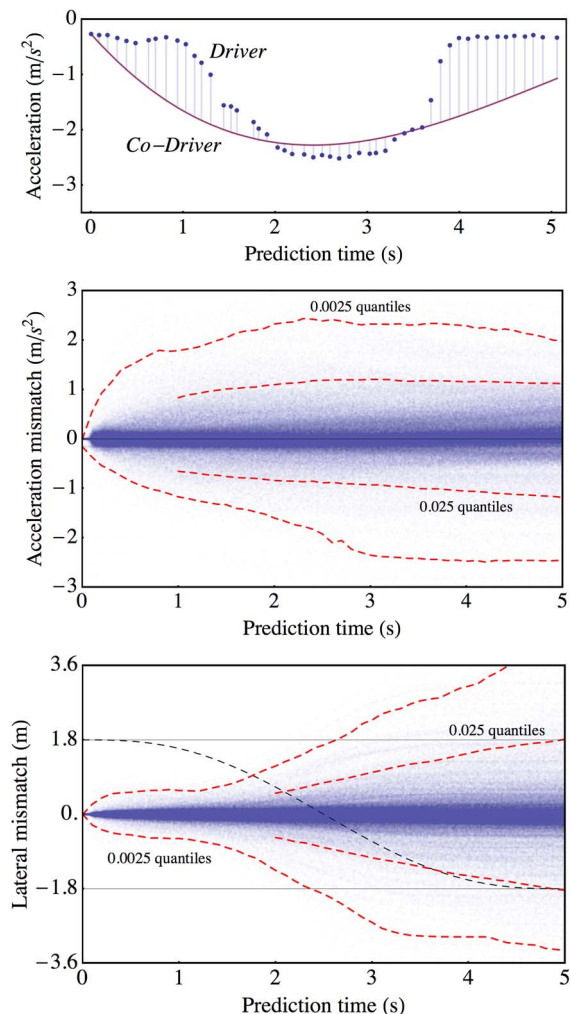 0
−1
−2
−3
Acceleration (m/s²)
Driver
Co−Driver
0
1
2
3
4
5
Prediction time (s)
3
2
1
0
−1
−2
−3
Acceleration mismatch (m/s²)
0.0025 quantiles
0.025 quantiles
0
1
2
3
4
5
Prediction time (s)
3.6
1.8
0.
−1.8
−3.6
Lateral mismatch (m)
0.025 quantiles
0.0025 quantiles
0
1
2
3
4
5
Prediction time (s)